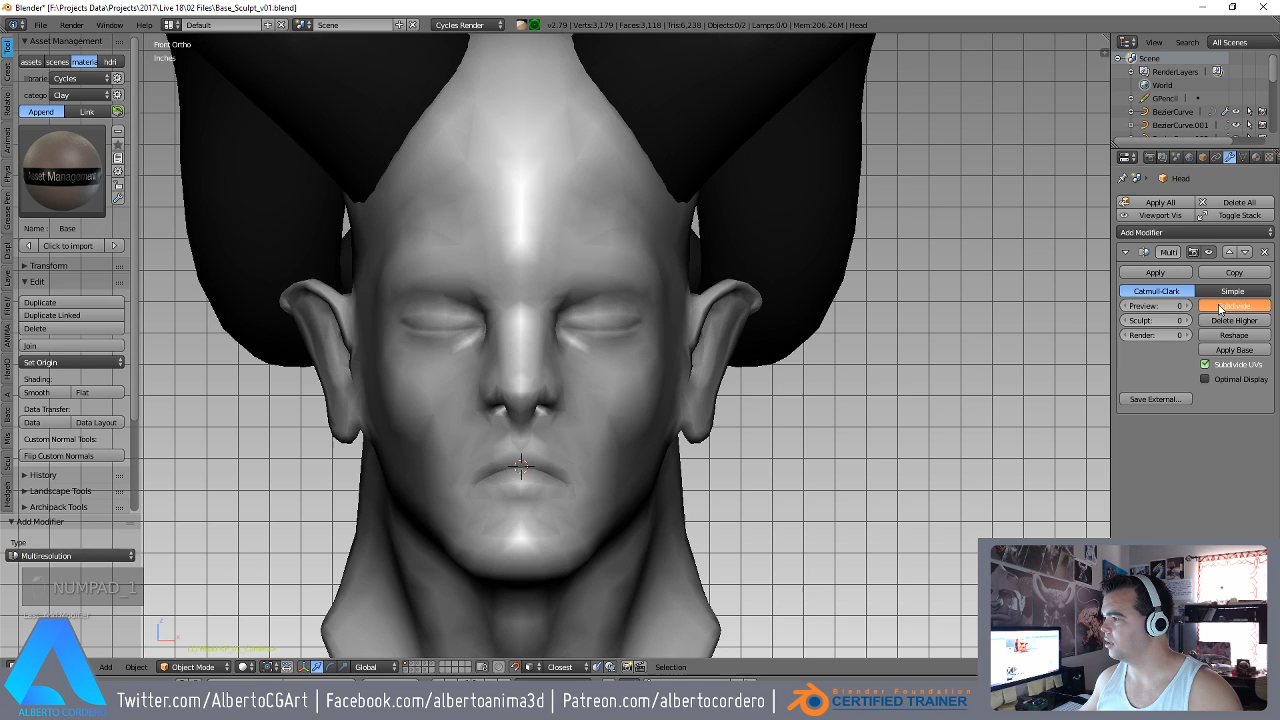 Blender* [F:\Projects Data\Projects\2017\Live 18\02 Files\Base_Sculpt_v01.blend]
File Render Window Help Default Scene Cycles Render v2.79 | Verts:3,179 | Faces:3,118 | Tris:6,238 | Objects:0/2 | Lamps:0/0 | Mem:206.26M | Head
Asset Management
assets scenes materia hdri
librarie Cycles
catego Clay
Append Link
Asset Management
Name : Base
Click to import
Transform
Edit
Duplicate
Duplicate Linked
Delete
Join
Set Origin
Shading:
Smooth Flat
Data Transfer:
Data Data Layout
Custom Normal Tools:
Flip Custom Normals
History
Landscape Tools
Archipack Tools
Add Modifier
Type
Multiresolution
NUMPAD_1
Front Ortho
Inches
View Search All Scenes
Scene
RenderLayers
World
GPencil
BezierCurve
BezierCurve.001
Head
Apply All Delete All
Viewport Vis Toggle Stack
Add Modifier
Multi
Apply Copy
Catmull-Clark Simple
Preview: 0
Sculpt: 0 Delete Higher
Render: 0 Reshape
Apply Base
Subdivide UVs
Optimal Display
Save External...
Add Object Object Mode Global Closest Selection
ALBERTO CORDERO
Twitter.com/AlbertoCGArt | Facebook.com/albertoanima3d | Patreon.com/albertocordero |
Blender Foundation
CERTIFIED TRAINER